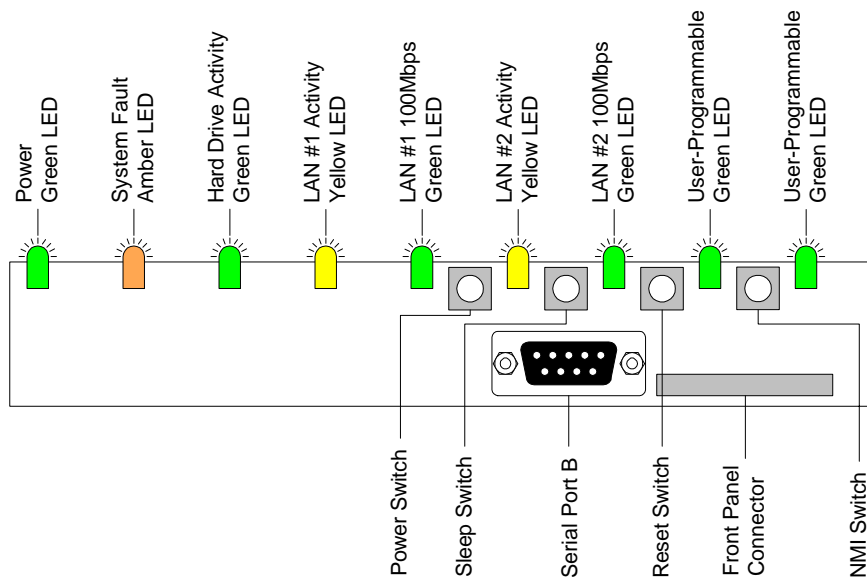 Power
Green LED
System Fault
Amber LED
Hard Drive Activity
Green LED
LAN #1 Activity
Yellow LED
LAN #1 100Mbps
Green LED
LAN #2 Activity
Yellow LED
LAN #2 100Mbps
Green LED
User-Programmable
Green LED
User-Programmable
Green LED
Power Switch
Sleep Switch
Serial Port B
Reset Switch
Front Panel
Connector
NMI Switch